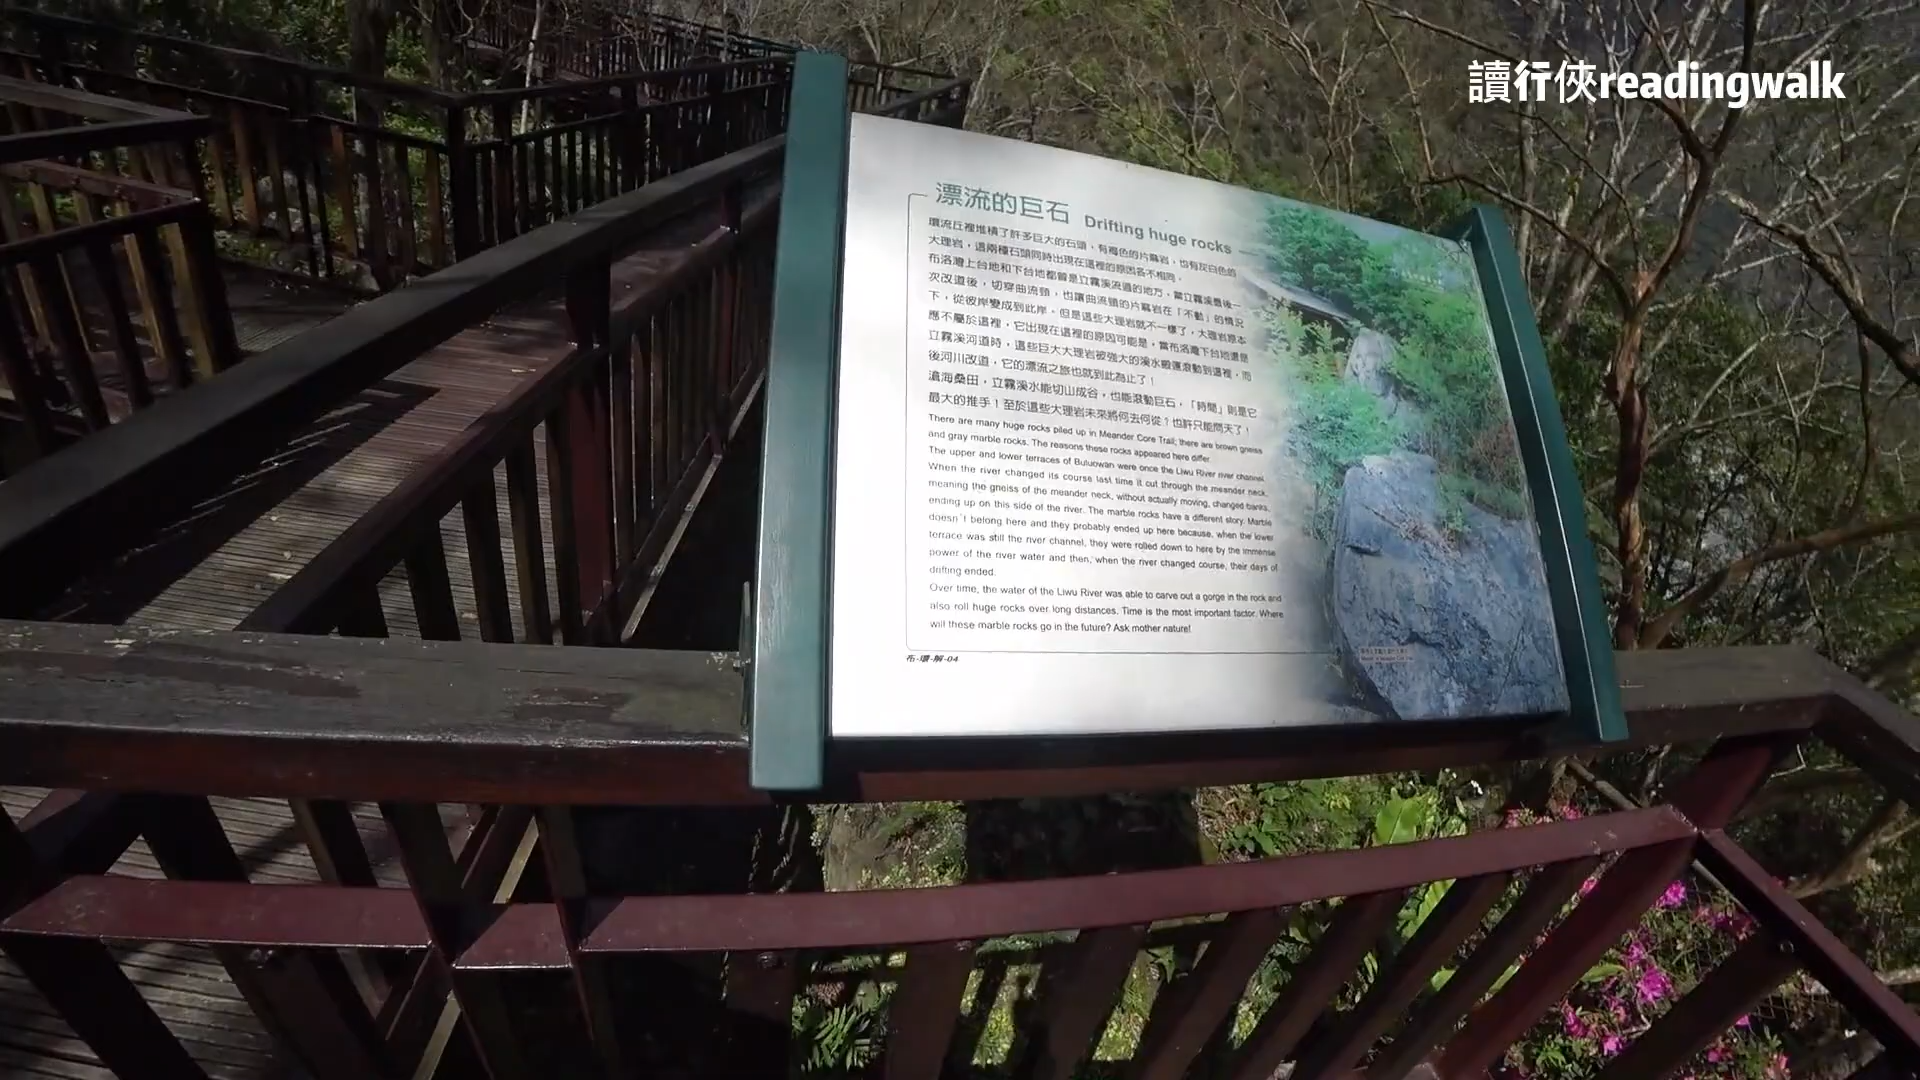 讀行俠readingwalk
漂流的巨石 Drifting huge rocks
環流丘裡堆積了許多巨大的石頭，有褐色的片麻岩，也有灰白色的
大理岩，這兩種石頭同時出現在這裡的原因各不相同。
布洛灣上台地和下台地都曾是立霧溪流過的地方，當立霧溪最後一
次改道後，切穿曲流頸，也讓曲流頸的片麻岩在「不動」的情況
下，從彼岸變成到此岸。但是這些大理岩就不一樣了，大理岩原本
應不屬於這裡，它出現在這裡的原因可能是，當布洛灣下台地還是
立霧溪河道時，這些巨大大理岩被強大的溪水搬運滾動到這裡，而
後河川改道，它的漂流之旅也就到此為止了！
滄海桑田，立霧溪水能切山成谷，也能滾動巨石，「時間」則是它
最大的推手！至於這些大理岩未來將何去何從？也許只能問天了！
There are many huge rocks piled up in Meander Core Trail; there are brown gneiss
and gray marble rocks. The reasons these rocks appeared here differ.
The upper and lower terraces of Buluowan were once the Liwu River river channel.
When the river changed its course last time it cut through the meander neck,
meaning the gneiss of the meander neck, without actually moving, changed banks,
ending up on this side of the river. The marble rocks have a different story. Marble
doesn't belong here and they probably ended up here because, when the lower
terrace was still the river channel, they were rolled down to here by the immense
power of the river water and then, when the river changed course, their days of
drifting ended.
Over time, the water of the Liwu River was able to carve out a gorge in the rock and
also roll huge rocks over long distances. Time is the most important factor. Where
will these marble rocks go in the future? Ask mother nature!
布-環-解-04